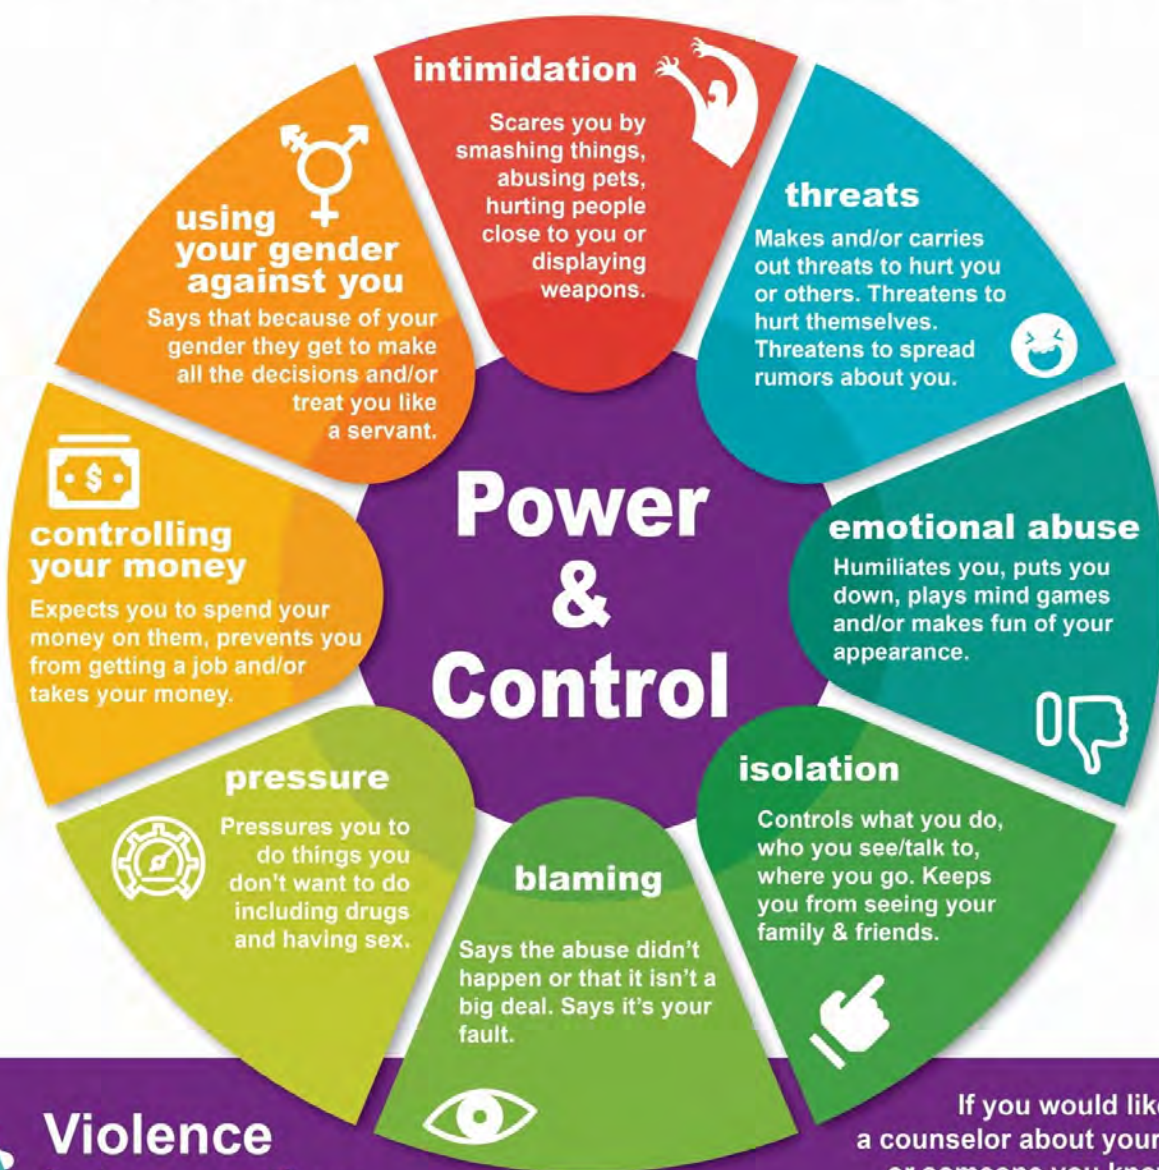 intimidation
Scares you by
smashing things,
abusing pets,
hurting people
close to you or
displaying
weapons.
threats
Makes and/or carries
out threats to hurt you
or others. Threatens to
hurt themselves.
Threatens to spread
rumors about you.
emotional abuse
Humiliates you, puts you
down, plays mind games
and/or makes fun of your
appearance.
isolation
Controls what you do,
who you see/talk to,
where you go. Keeps
you from seeing your
family & friends.
blaming
Says the abuse didn't
happen or that it isn't a
big deal. Says it's your
fault.
pressure
Pressures you to
do things you
don't want to do
including drugs
and having sex.
controlling
your money
$
Expects you to spend your
money on them, prevents you
from getting a job and/or
takes your money.
using
your gender
against you
Says that because of your
gender they get to make
all the decisions and/or
treat you like
a servant.
Power
&
Control
Violence
If you would
a counselor about your